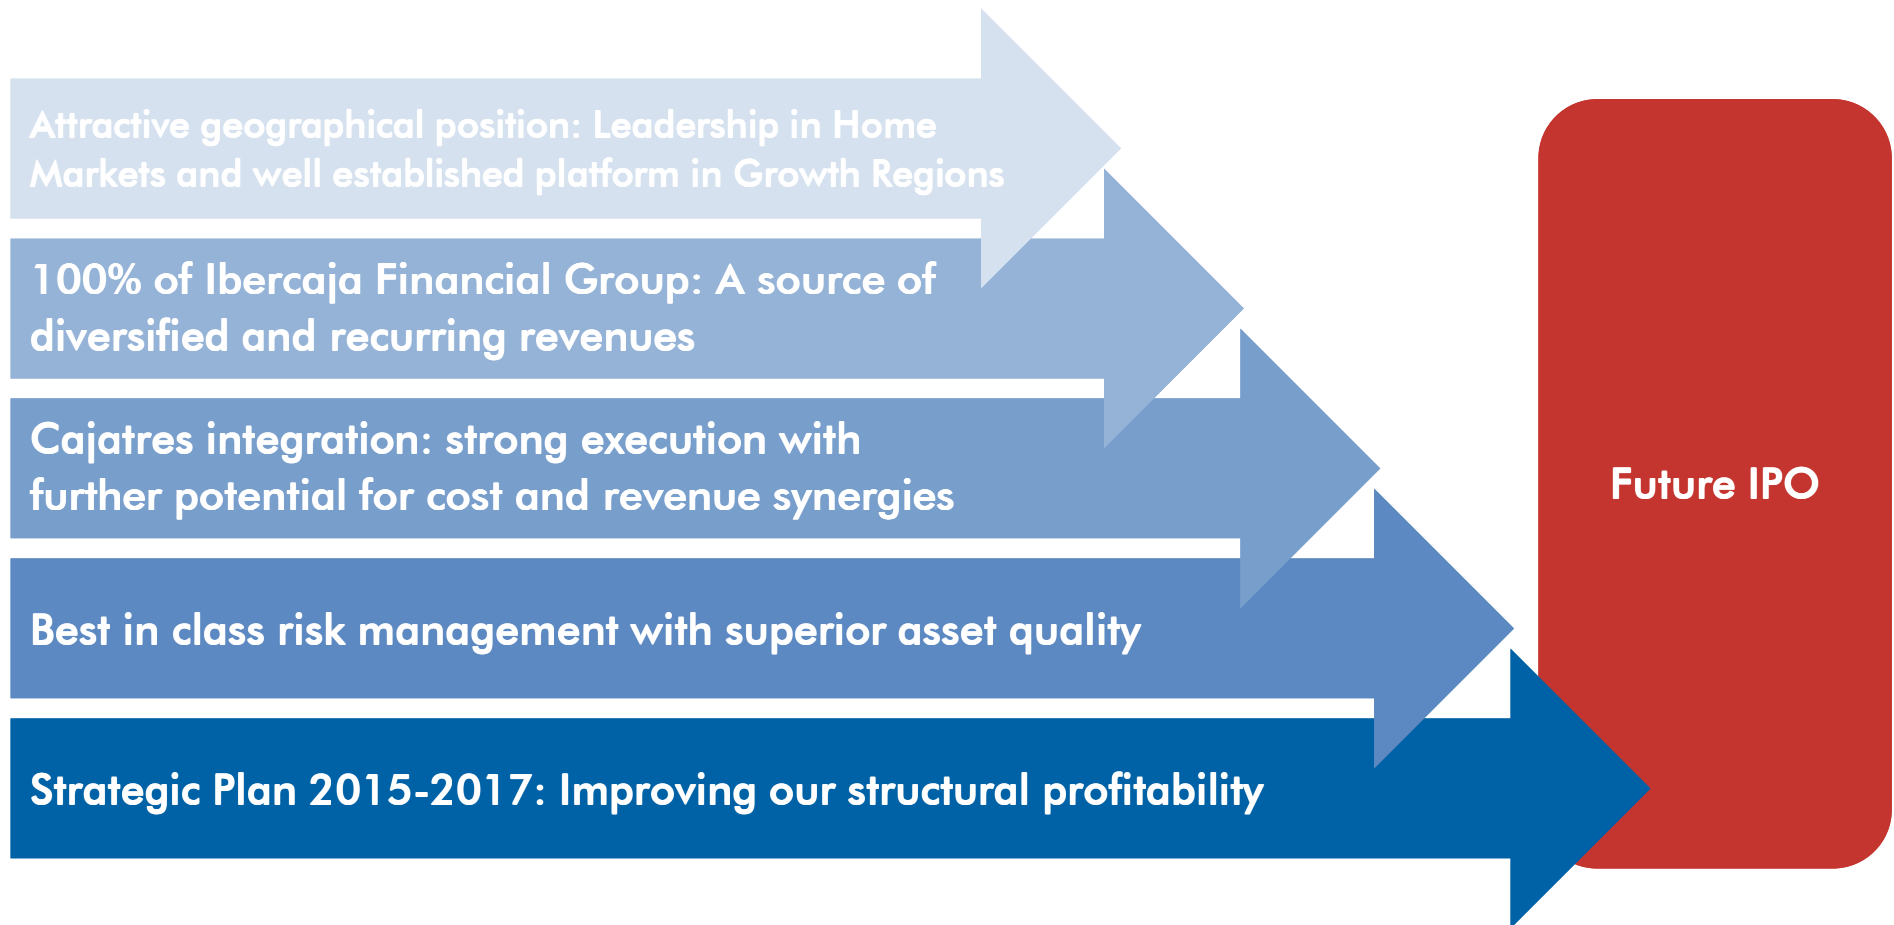 Attractive geographical position: Leadership in Home
Markets and well established platform in Growth Regions
100% of Ibercaja Financial Group: A source of
diversified and recurring revenues
Cajatres integration: strong execution with
further potential for cost and revenue synergies
Best in class risk management with superior asset quality
Strategic Plan 2015-2017: Improving our structural profitability
Future IPO